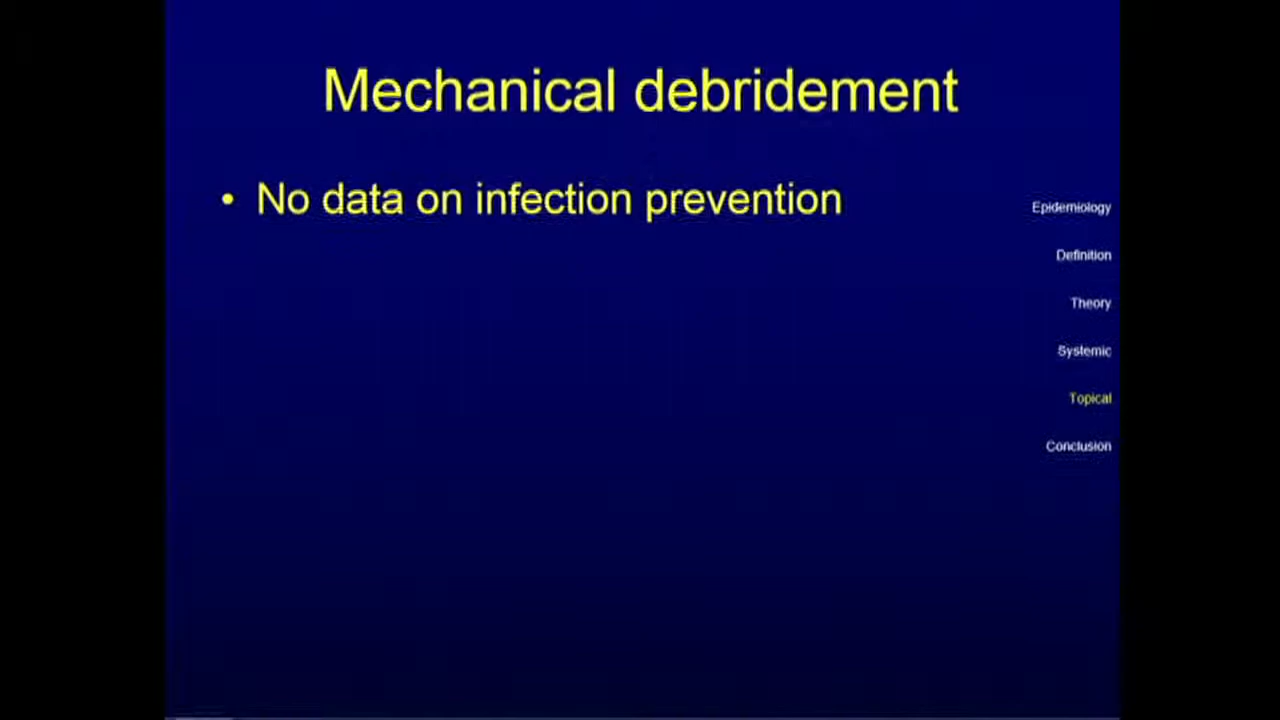 Mechanical debridement
• No data on infection prevention
Epidemiology
Definition
Theory
Systemic
Topical
Conclusion